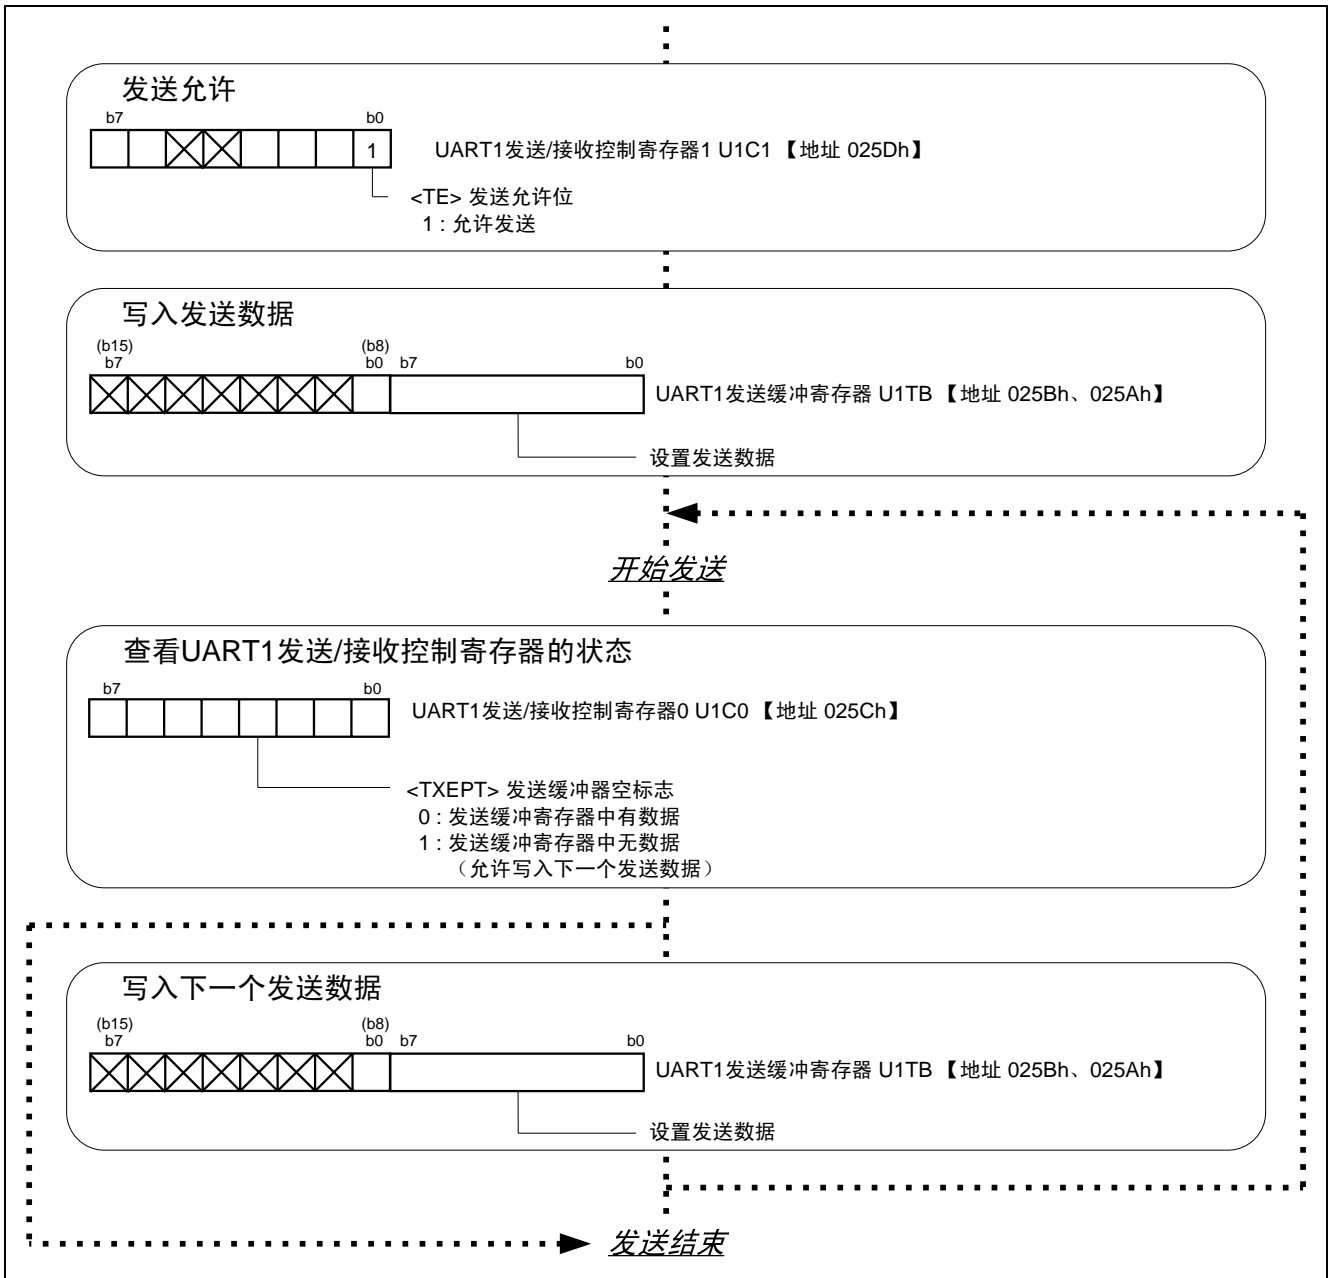 发送允许
b7 b0
1
UART1发送/接收控制寄存器1 U1C1 【地址 025Dh】
<TE> 发送允许位
1 : 允许发送
写入发送数据
(b15) (b8)
b7 b0 b7 b0
UART1发送缓冲寄存器 U1TB 【地址 025Bh、025Ah】
设置发送数据
开始发送
查看UART1发送/接收控制寄存器的状态
b7 b0
UART1发送/接收控制寄存器0 U1C0 【地址 025Ch】
<TXEPT> 发送缓冲器空标志
0 : 发送缓冲寄存器中有数据
1 : 发送缓冲寄存器中无数据
（允许写入下一个发送数据）
写入下一个发送数据
(b15) (b8)
b7 b0 b7 b0
UART1发送缓冲寄存器 U1TB 【地址 025Bh、025Ah】
设置发送数据
发送结束